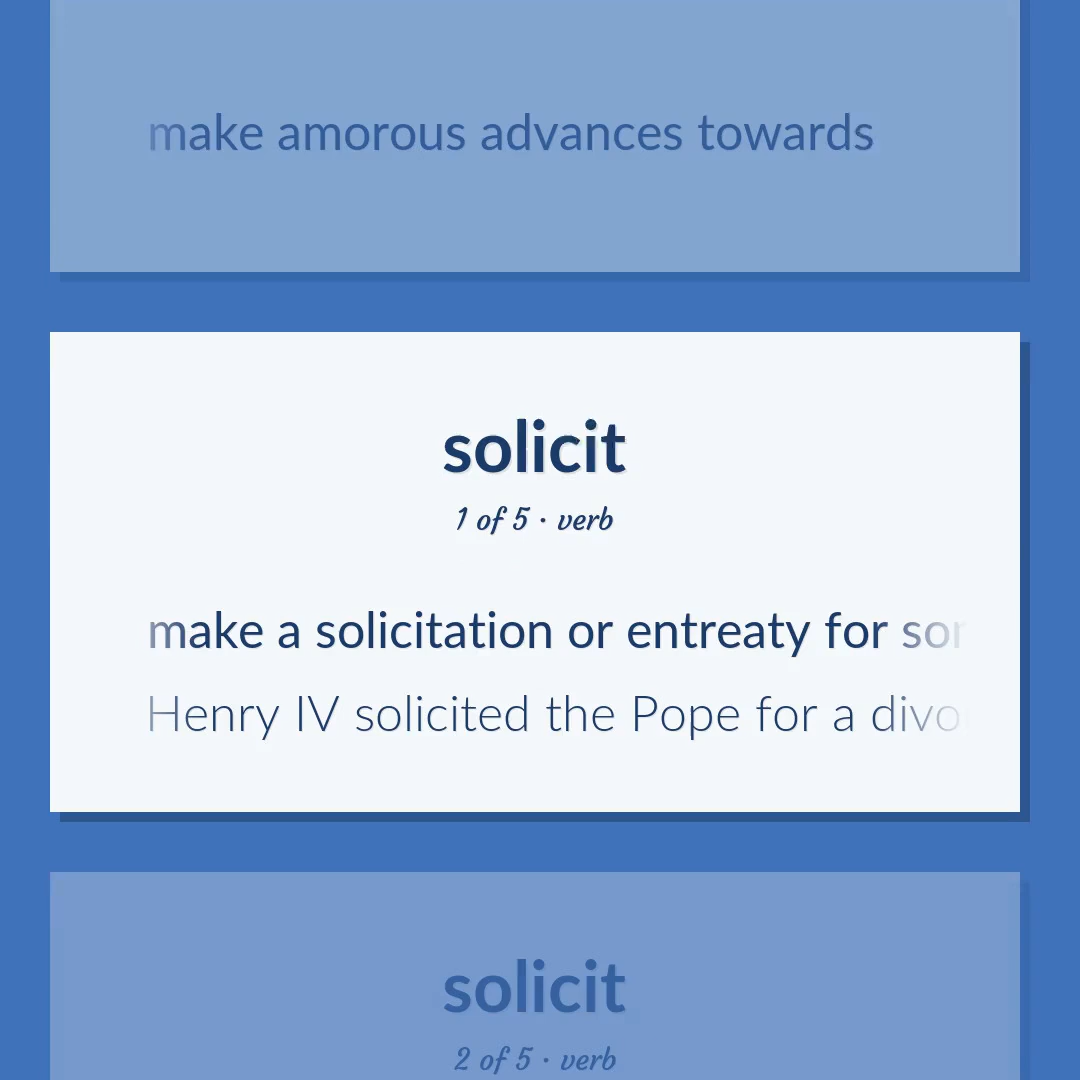 make amorous advances towards
solicit
1 of 5 · verb
make a solicitation or entreaty for
Henry IV solicited the Pope for a
solicit
2 of 5 · verb